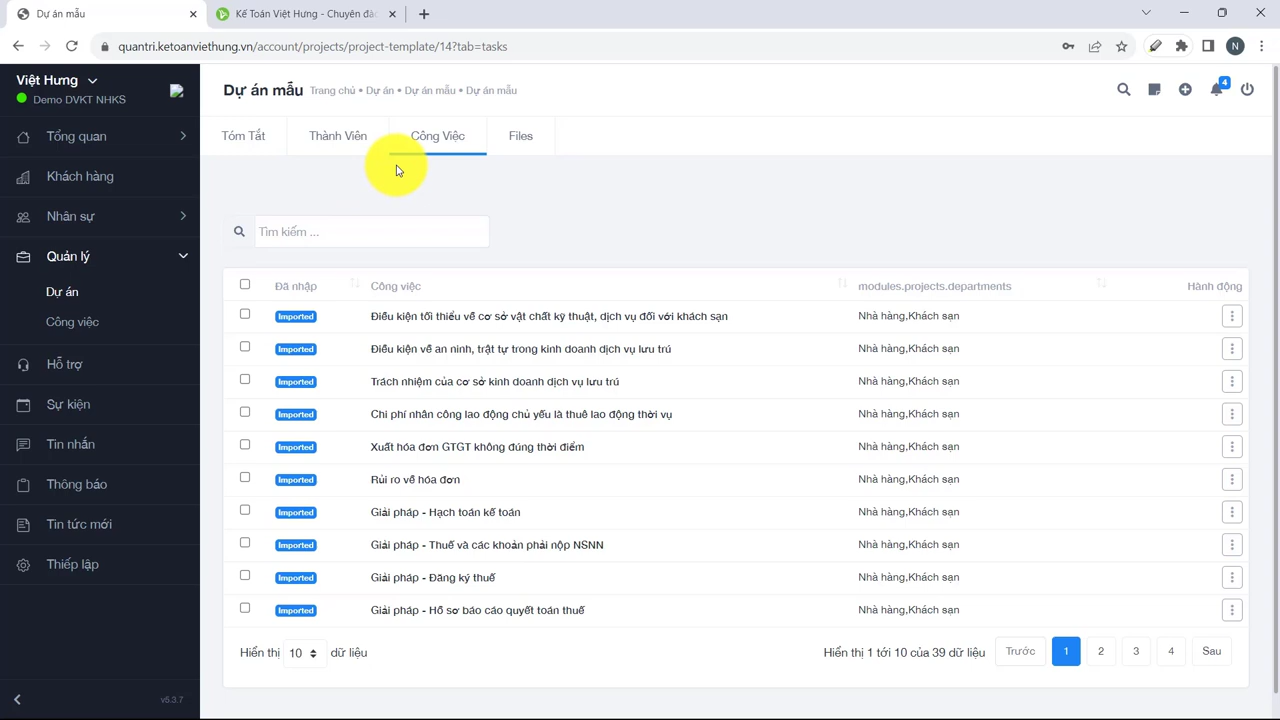 Dự án mẫu
Kế Toán Việt Hưng - Chuyên đào
quantri.ketoanviethung.vn/account/projects/project-template/14?tab=tasks
N
Việt Hưng
Demo DVKT NHKS
Tổng quan
Khách hàng
Nhân sự
Quản lý
Dự án
Công việc
Hỗ trợ
Sự kiện
Tin nhắn
Thông báo
Tin tức mới
Thiếp lập
v5.3.7
Dự án mẫu
Trang chủ • Dự án • Dự án mẫu • Dự án mẫu
4
Tóm Tắt
Thành Viên
Công Việc
Files
Tìm kiếm ...
Đã nhập Công việc modules.projects.departments Hành động
Imported Điều kiện tối thiểu về cơ sở vật chất kỹ thuật, dịch vụ đối với khách sạn Nhà hàng,Khách sạn
Imported Điều kiện về an ninh, trật tự trong kinh doanh dịch vụ lưu trú Nhà hàng,Khách sạn
Imported Trách nhiệm của cơ sở kinh doanh dịch vụ lưu trú Nhà hàng,Khách sạn
Imported Chi phí nhân công lao động chủ yếu là thuê lao động thời vụ Nhà hàng,Khách sạn
Imported Xuất hóa đơn GTGT không đúng thời điểm Nhà hàng,Khách sạn
Imported Rủi ro về hóa đơn Nhà hàng,Khách sạn
Imported Giải pháp - Hạch toán kế toán Nhà hàng,Khách sạn
Imported Giải pháp - Thuế và các khoản phải nộp NSNN Nhà hàng,Khách sạn
Imported Giải pháp - Đăng ký thuế Nhà hàng,Khách sạn
Imported Giải pháp - Hồ sơ báo cáo quyết toán thuế Nhà hàng,Khách sạn
Hiển thị 10 dữ liệu
Hiển thị 1 tới 10 của 39 dữ liệu Trước 1 2 3 4 Sau